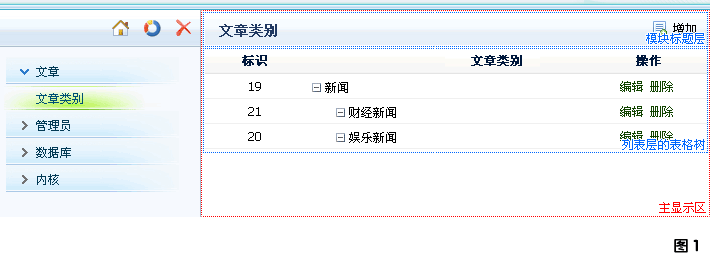 文章类别 增加
模块标题层
文章
文章类别
管理员
数据库
内核
标识 文章类别 操作
19 新闻 编辑 删除
21 财经新闻 编辑 删除
20 娱乐新闻 编辑 删除
列表层的表格树
主显示区
图1